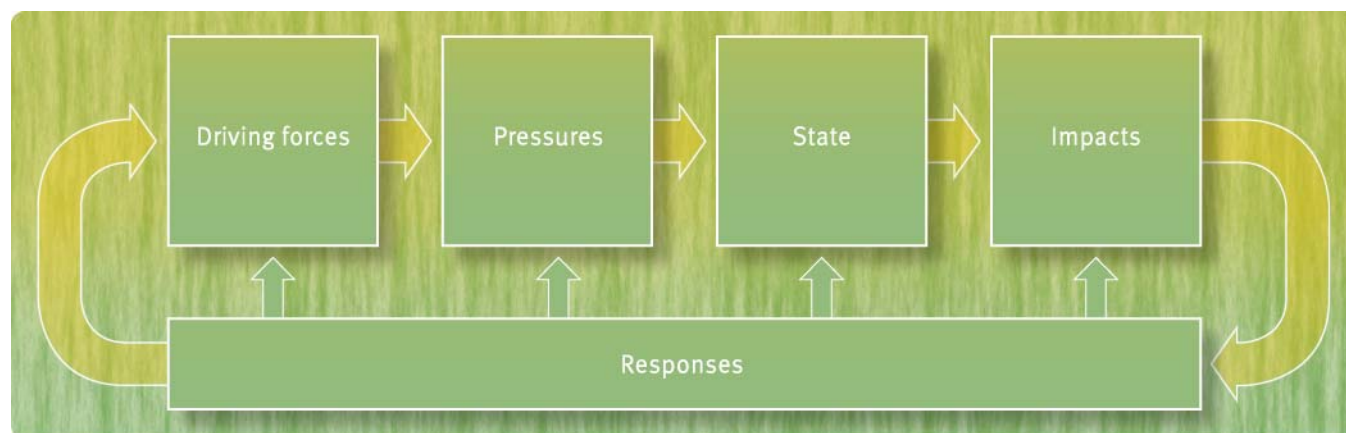 Driving forces
Pressures
State
Impacts
Responses